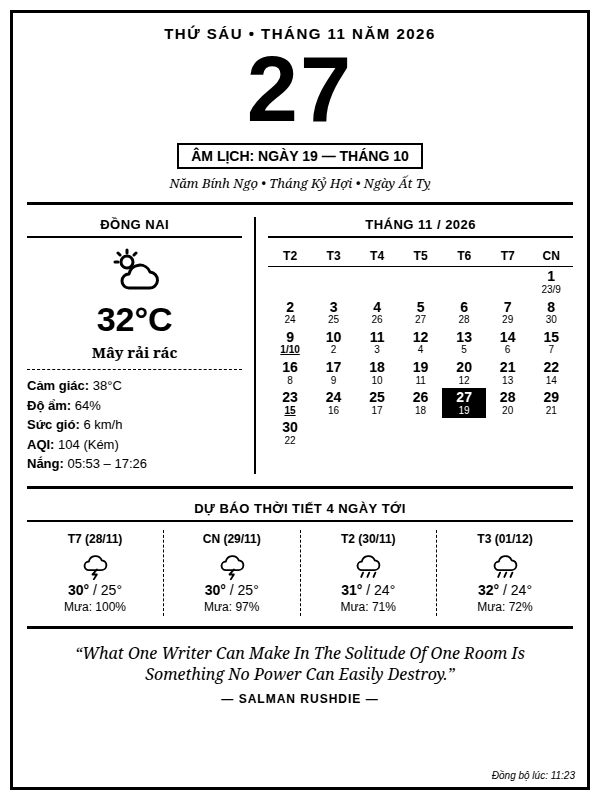 THỨ SÁU • THÁNG 11 NĂM 2026
27
ÂM LỊCH: NGÀY 19 — THÁNG 10
Năm Bính Ngọ • Tháng Kỷ Hợi • Ngày Ất Tỵ
ĐỒNG NAI
32°C
Mây rải rác
Cảm giác: 38°C
Độ ẩm: 64%
Sức gió: 6 km/h
AQI: 104 (Kém)
Nắng: 05:53 – 17:26
THÁNG 11 / 2026
T2 T3 T4 T5 T6 T7 CN
1
23/9
2 3 4 5 6 7 8
24 25 26 27 28 29 30
9 10 11 12 13 14 15
1/10 2 3 4 5 6 7
16 17 18 19 20 21 22
8 9 10 11 12 13 14
23 24 25 26 27 28 29
15 16 17 18 19 20 21
30
22
DỰ BÁO THỜI TIẾT 4 NGÀY TỚI
T7 (28/11) CN (29/11) T2 (30/11) T3 (01/12)
30° / 25° 30° / 25° 31° / 24° 32° / 24°
Mưa: 100% Mưa: 97% Mưa: 71% Mưa: 72%
“What One Writer Can Make In The Solitude Of One Room Is
Something No Power Can Easily Destroy.”
— SALMAN RUSHDIE —
Đồng bộ lúc: 11:23